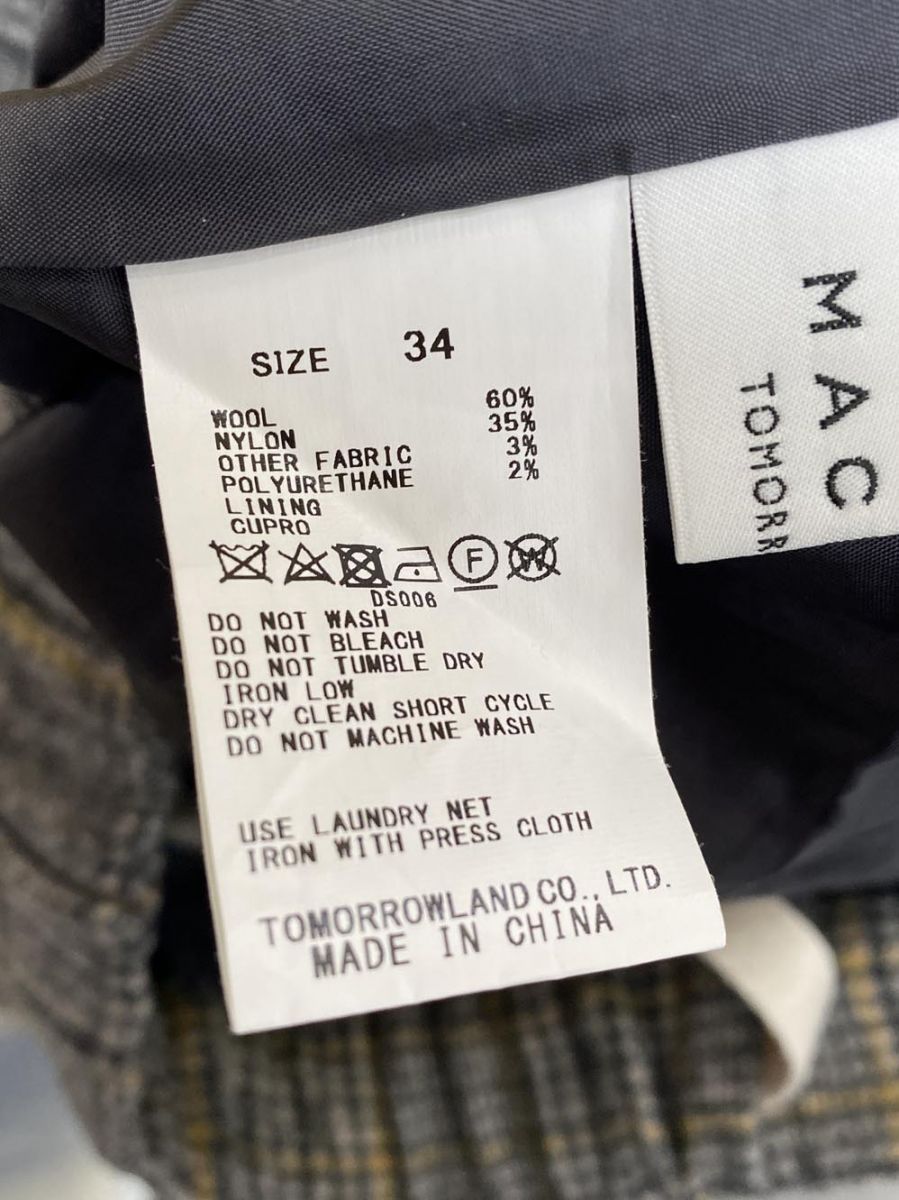 SIZE 34
WOOL 60%
NYLON 35%
OTHER FABRIC 3%
POLYURETHANE 2%
LINING
CUPRO
F W
DS006
DO NOT WASH
DO NOT BLEACH
DO NOT TUMBLE DRY
IRON LOW
DRY CLEAN SHORT CYCLE
DO NOT MACHINE WASH
USE LAUNDRY NET
IRON WITH PRESS CLOTH
TOMORROWLAND CO., LTD.
MADE IN CHINA
MAC
TOMORR